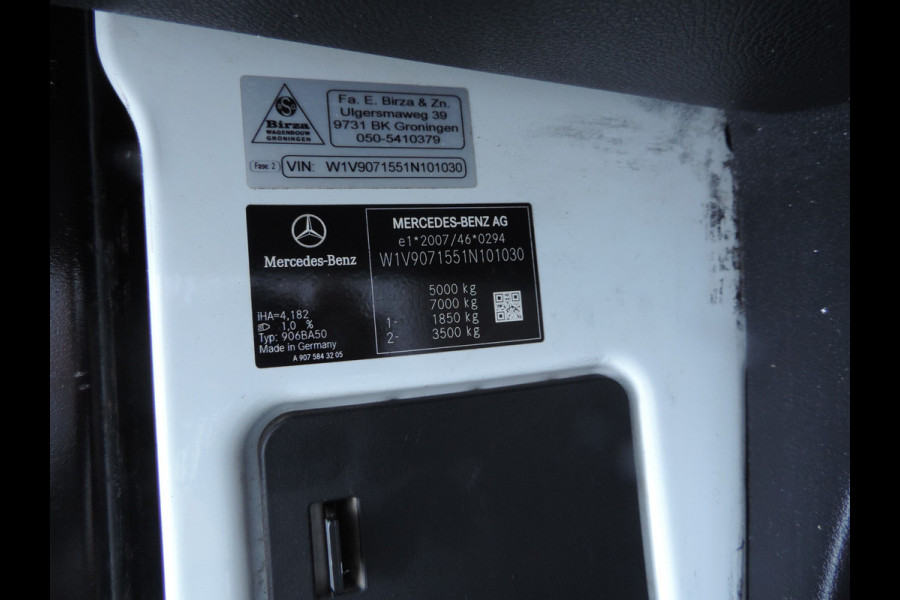 Birza
WAGENBOUW
GRONINGEN
Fa. E. Birza & Zn.
Ulgersmaweg 39
9731 BK Groningen
050-5410379
Fase: 2
VIN: W1V9071551N101030
Mercedes-Benz
iHA=4,182
1,0 %
Typ: 906BA50
Made in Germany
A 907 584 32 05
MERCEDES-BENZ AG
e1*2007/46*0294
W1V9071551N101030
5000 kg
7000 kg
1- 1850 kg
2- 3500 kg